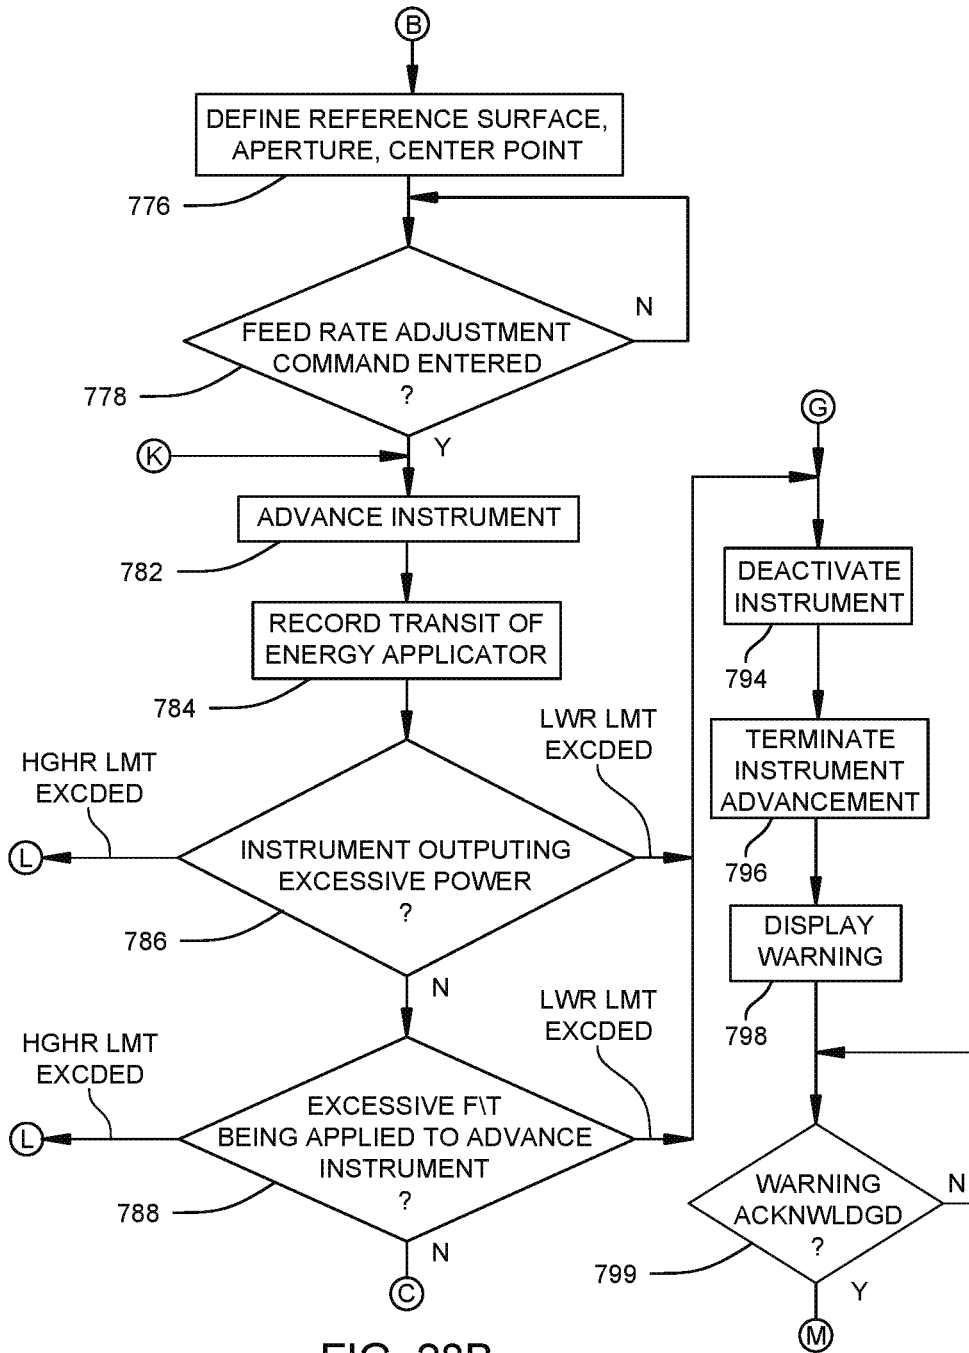 B
DEFINE REFERENCE SURFACE,
APERTURE, CENTER POINT
776
N
FEED RATE ADJUSTMENT
COMMAND ENTERED
?
778
Y
K
ADVANCE INSTRUMENT
782
RECORD TRANSIT OF
ENERGY APPLICATOR
784
LWR LMT
EXCDED
HGHR LMT
EXCDED
L
INSTRUMENT OUTPUTING
EXCESSIVE POWER
?
786
N
LWR LMT
EXCDED
HGHR LMT
EXCDED
L
EXCESSIVE F\T
BEING APPLIED TO ADVANCE
INSTRUMENT
?
788
N
C
G
DEACTIVATE
INSTRUMENT
794
TERMINATE
INSTRUMENT
ADVANCEMENT
796
DISPLAY
WARNING
798
WARNING
ACKNWLDGD
?
N
799
Y
M
FIG. 28B